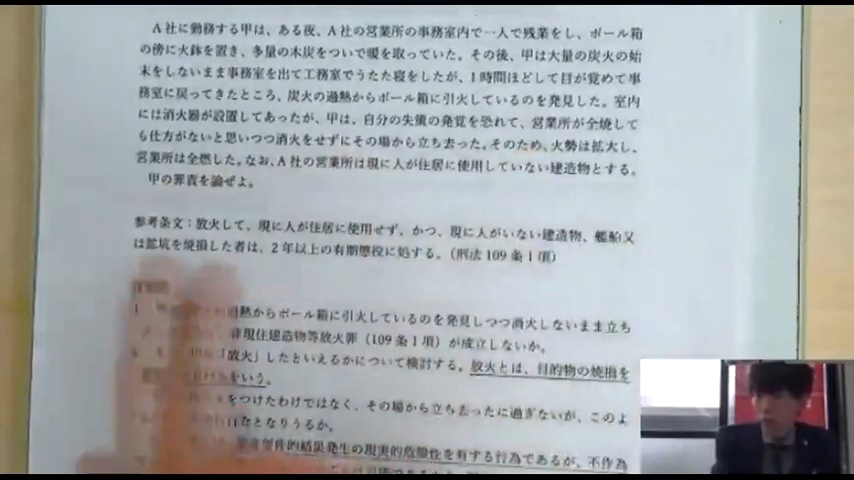 A社に勤務する甲は、ある夜、A社の営業所の事務室内で一人で残業をし、ボール箱
の傍に火鉢を置き、多量の木炭をついで暖を取っていた。その後、甲は大量の炭火の始
末をしないまま事務室を出て工務室でうたた寝をしたが、1時間ほどして目が覚めて事
務室に戻ってきたところ、炭火の過熱からボール箱に引火しているのを発見した。室内
には消火器が設置してあったが、甲は、自分の失策の発覚を恐れて、営業所が全焼して
も仕方がないと思いつつ消火をせずにその場から立ち去った。そのため、火勢は拡大し、
営業所は全燃した。なお、A社の営業所は現に人が住居に使用していない建造物とする。
甲の罪責を論ぜよ。
参考条文：放火して、現に人が住居に使用せず、かつ、現に人がいない建造物、艦船又
は鉱坑を焼損した者は、2年以上の有期懲役に処する。（刑法109条1項）
過熱からボール箱に引火しているのを発見しつつ消火しないまま立ち
非現住建造物等放火罪（109条1項）が成立しないか。
「放火」したといえるかについて検討する。放火とは、目的物の焼損を
をいう。
をつけたわけではなく、その場から立ち去ったに過ぎないが、このよ
となりうるか。
構成要件的結果発生の現実的危険性を有する行為であるが、不作為